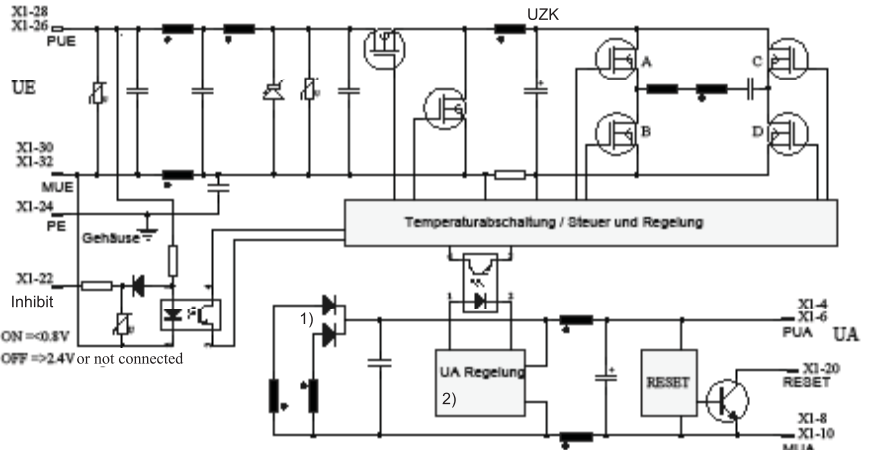 X1-28
X1-26
PUE
UZK
UE
A
C
B
D
X1-30
X1-32
MUE
X1-24
PE
Gehäuse
Temperaturabschaltung / Steuer und Regelung
X1-22
Inhibit
ON =<0.8V
OFF =>2.4V or not connected
1)
1
2
X1-4
X1-6
PUA
UA
UA Regelung
2)
RESET
X1-20
RESET
X1-8
X1-10
MUA